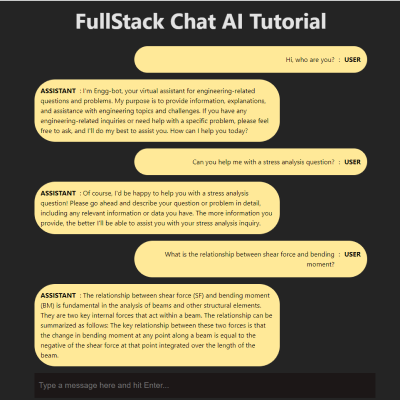 FullStack Chat AI Tutorial
Hi, who are you? : USER
ASSISTANT : I'm Engg-bot, your virtual assistant for engineering-related
questions and problems. My purpose is to provide information, explanations,
and assistance with engineering topics and challenges. If you have any
engineering-related inquiries or need help with a specific problem, please feel
free to ask, and I'll do my best to assist you. How can I help you today?
Can you help me with a stress analysis question? : USER
ASSISTANT : Of course, I'd be happy to help you with a stress analysis
question! Please go ahead and describe your question or problem in detail,
including any relevant information or data you have. The more information you
provide, the better I'll be able to assist you with your stress analysis inquiry.
What is the relationship between shear force and bending : USER
moment?
ASSISTANT : The relationship between shear force (SF) and bending moment
(BM) is fundamental in the analysis of beams and other structural elements.
They are two key internal forces that act within a beam. The relationship can be
summarized as follows: The key relationship between these two forces is that
the change in bending moment at any point along a beam is equal to the
negative of the shear force at that point integrated over the length of the
beam.
Type a message here and hit Enter...